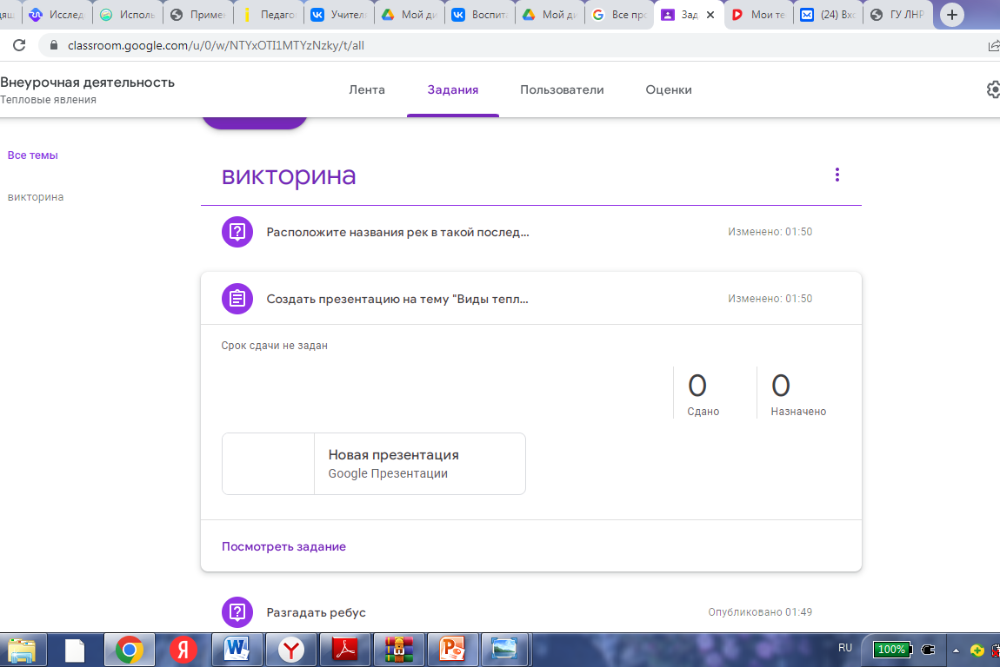 Исслед
Исполь
Приме
Педаго
Учител
Мой ди
Воспит
Мой ди
Все про
Зад
Мои те
(24) Вхо
ГУ ЛНР
classroom.google.com/u/0/w/NTYxOTI1MTYzNzky/t/all
Внеурочная деятельность
Тепловые явления
Лента
Задания
Пользователи
Оценки
Все темы
викторина
викторина
Расположите названия рек в такой послед...
Изменено: 01:50
Создать презентацию на тему "Виды тепл...
Изменено: 01:50
Срок сдачи не задан
0
Сдано
0
Назначено
Новая презентация
Google Презентации
Посмотреть задание
Разгадать ребус
Опубликовано 01:49
RU
100%